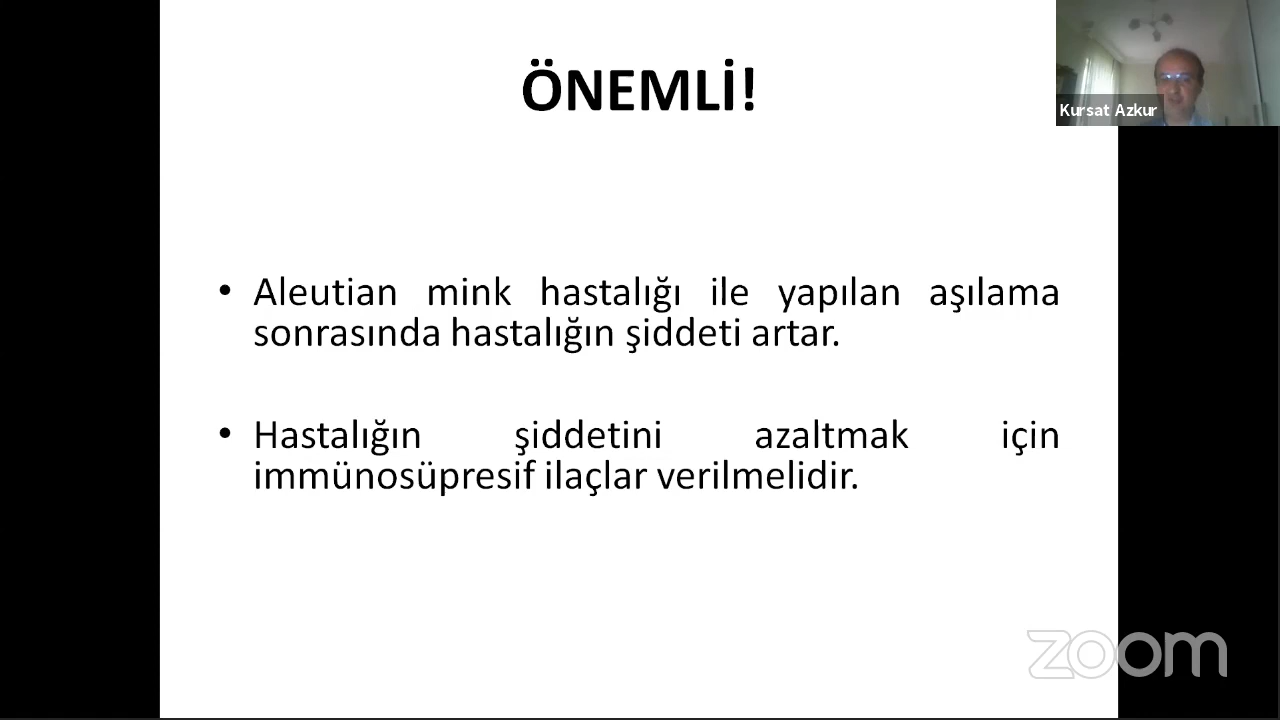 ÖNEMLİ!
Kursat Azkur
• Aleutian mink hastalığı ile yapılan aşılama
sonrasında hastalığın şiddeti artar.
• Hastalığın şiddetini azaltmak için
immünosüpresif ilaçlar verilmelidir.
zoom